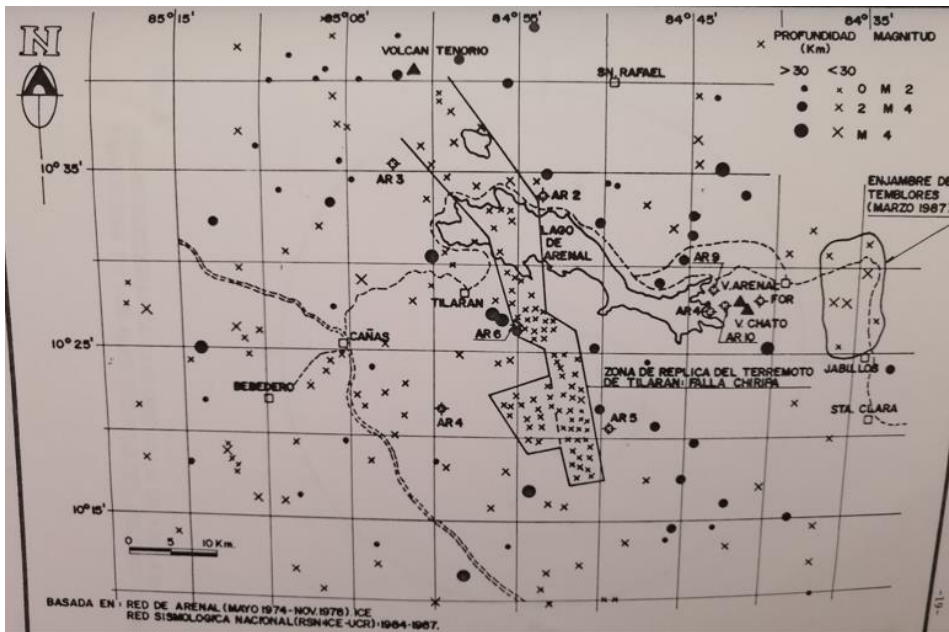 N
85°15'
85°05'
84°55'
84°45'
84°35'
VOLCAN TENORIO
SN. RAFAEL
PROFUNDIDAD MAGNITUD
(Km)
>30 <30
0 M 2
2 M 4
M 4
10°35'
AR 3
AR 2
ENJAMBRE DE
TEMBLORES
(MARZO 1987)
LAGO
DE
ARENAL
AR 9
V. ARENAL
FOR
TILARAN
AR 4
V. CHATO
AR 10
AR 6
CAÑAS
10°25'
ZONA DE REPLICA DEL TERREMOTO
DE TILARAN: FALLA CHIRIPA
JABILLOS
BEBEDERO
STA. CLARA
AR 4
AR 5
10°15'
0 5 10 Km.
BASADA EN: RED DE ARENAL (MAYO 1974-NOV. 1978) ICE
RED SISMOLOGICA NACIONAL (RSN-ICE-UCR): 1984-1987.
-61-